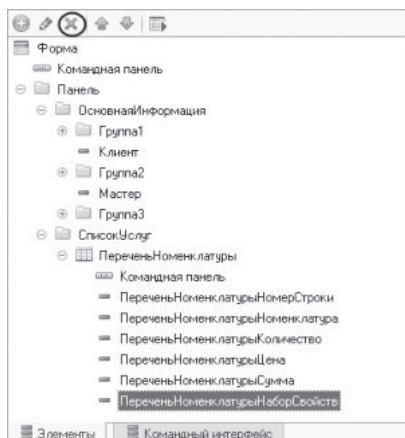 Форма
Командная панель
Панель
ОсновнаяИнформация
Группа1
Клиент
Группа2
Мастер
Группа3
СписокУслуг
ПереченьНоменклатуры
Командная панель
ПереченьНоменклатурыНомерСтроки
ПереченьНоменклатурыНоменклатура
ПереченьНоменклатурыКоличество
ПереченьНоменклатурыЦена
ПереченьНоменклатурыСумма
ПереченьНоменклатурыНаборСвойств
Элементы Командный интерфейс